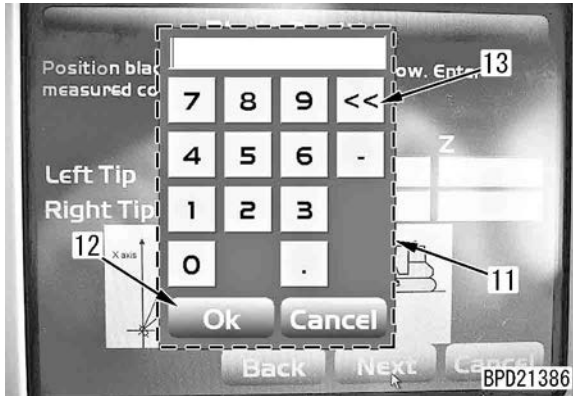 Position bla
ow. Ente
13
measured co
7 8 9 <<
4 5 6 -
Z
Left Tip
Right Tip
1 2 3
12
X axis
0 .
11
Ok Cancel
Back Next Cancel
BPD21386